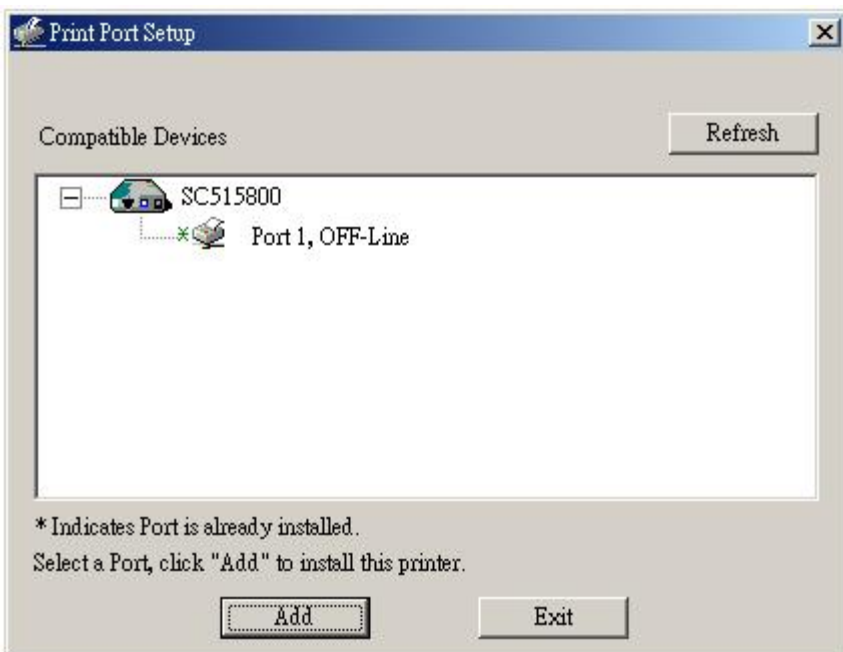 Print Port Setup
Compatible Devices
Refresh
SC515800
* Port 1, OFF-Line
* Indicates Port is already installed.
Select a Port, click "Add" to install this printer.
Add
Exit